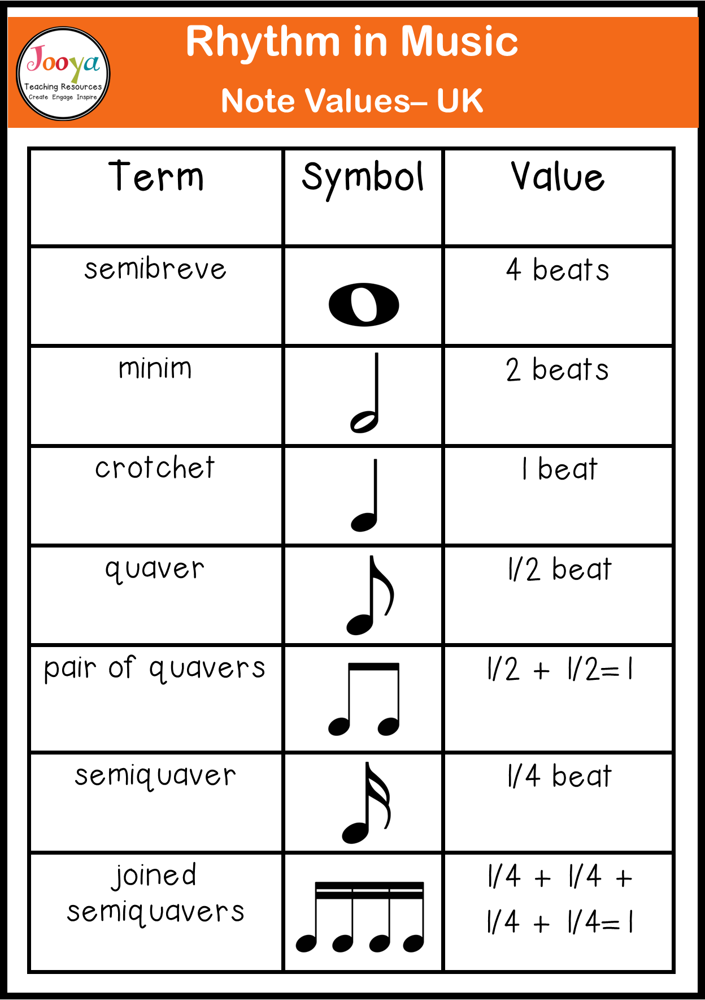 Rhythm in Music
Jooya
Teaching Resources
Create Engage Inspire
Note Values– UK
Term Symbol Value
semibreve 4 beats
minim 2 beats
crotchet 1 beat
quaver 1/2 beat
pair of quavers 1/2 + 1/2=1
semiquaver 1/4 beat
joined 1/4 + 1/4 +
semiquavers 1/4 + 1/4=1